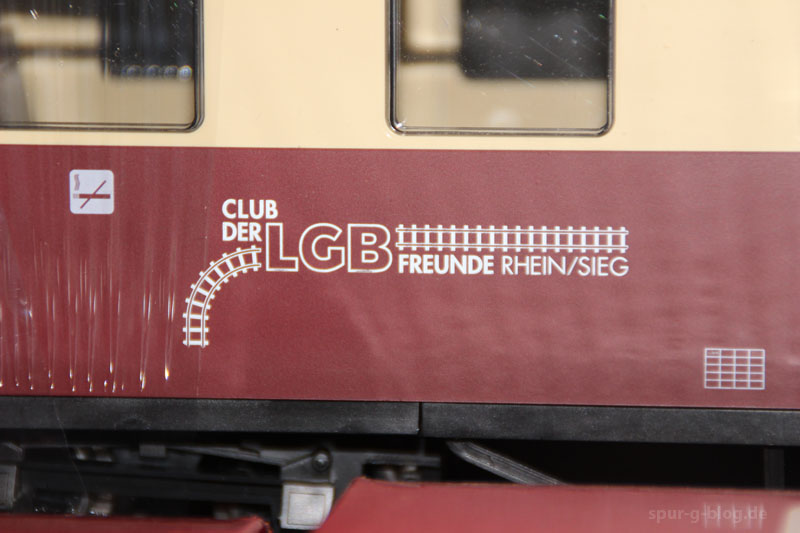 CLUB
DER
LGB
FREUNDE RHEIN/SIEG
spur-g-blog.de